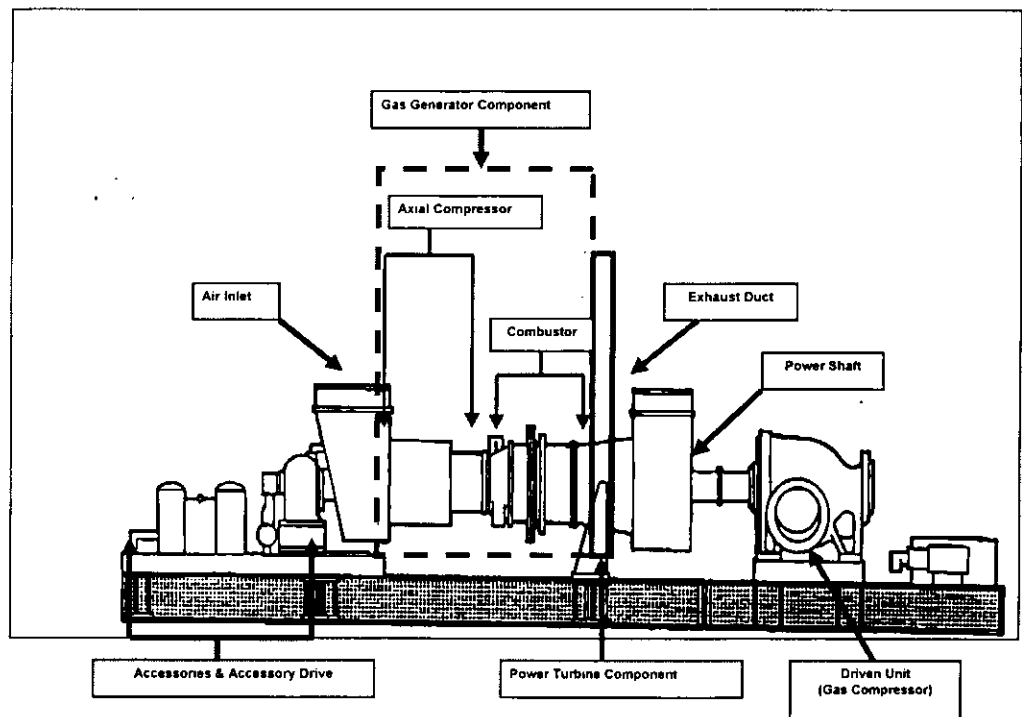 Gas Generator Component
Axial Compressor
Air Inlet
Exhaust Duct
Combustor
Power Shaft
Accessories & Accessory Drive
Power Turbine Component
Driven Unit
(Gas Compressor)